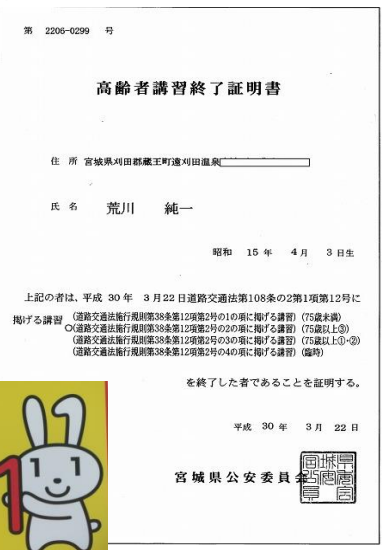 第 2206-0299 号
高齢者講習終了証明書
住 所 宮城県刈田郡蔵王町遠刈田温泉
氏 名 荒川 純一
昭和 15 年 4 月 3 日生
上記の者は、平成 30 年 3 月 22 日道路交通法第108条の2第1項第12号に
掲げる講習 (道路交通法施行規則第38条第12項第2号の1の項に掲げる講習)(75歳未満)
○(道路交通法施行規則第38条第12項第2号の2の項に掲げる講習)(75歳以上③)
(道路交通法施行規則第38条第12項第2号の3の項に掲げる講習)(75歳以上①・②)
(道路交通法施行規則第38条第12項第2号の4の項に掲げる講習)(臨時)
を終了した者であることを証明する。
平成 30 年 3 月 22 日
宮城県公安委員会
11
1